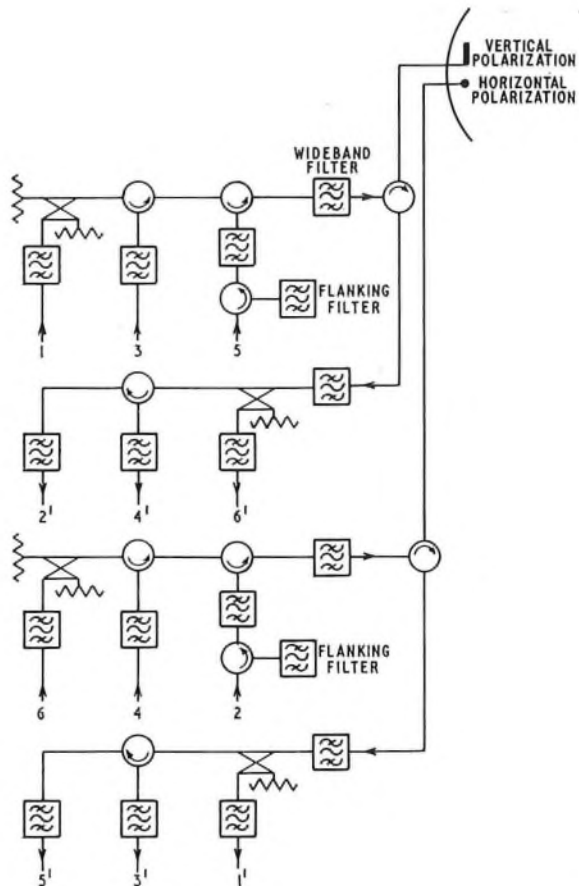 VERTICAL
POLARIZATION
HORIZONTAL
POLARIZATION
WIDEBAND
FILTER
FLANKING
FILTER
1 3 5
2' 4' 6'
FLANKING
FILTER
6 4 2
5' 3' 1'